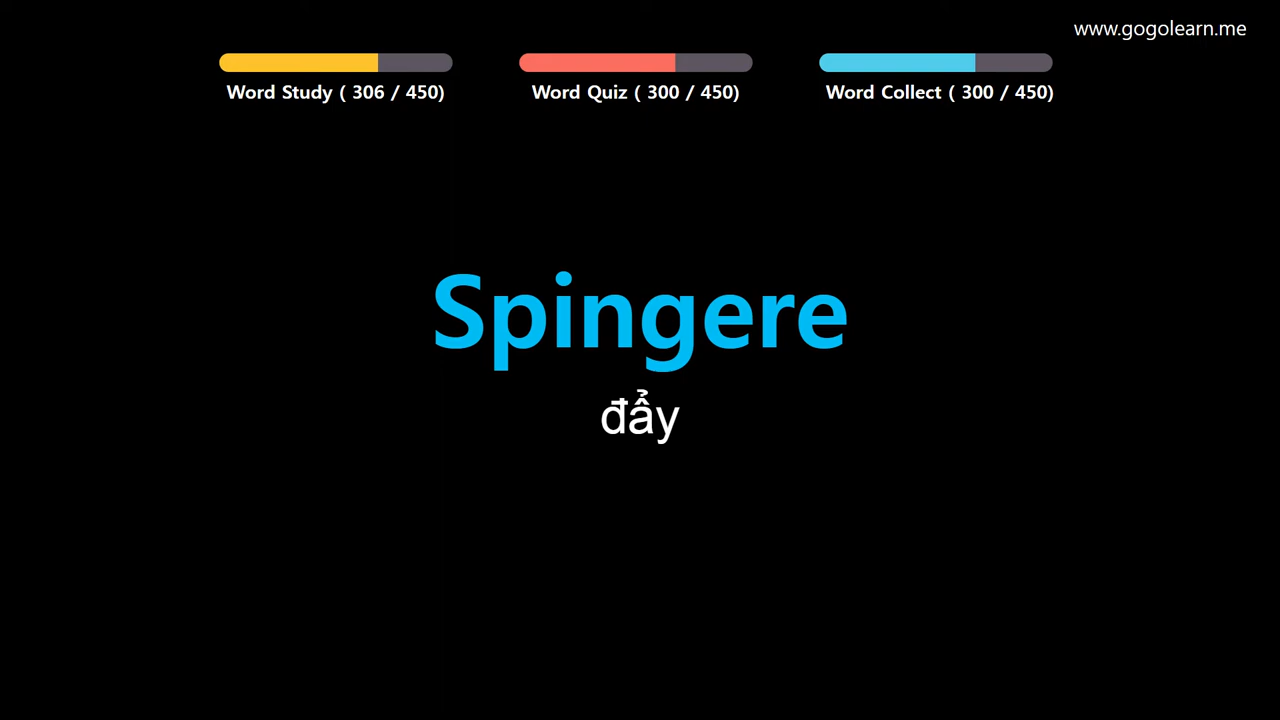 www.gogolearn.me
Word Study ( 306 / 450)
Word Quiz ( 300 / 450)
Word Collect ( 300 / 450)
Spingere
đẩy